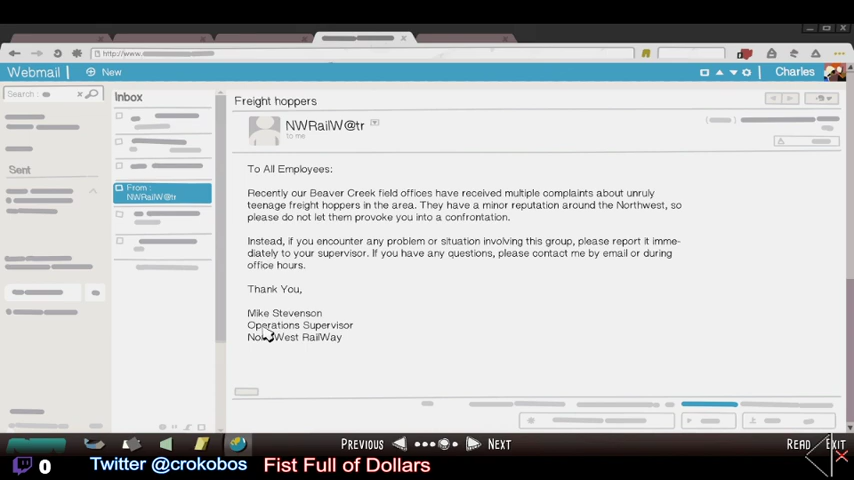 http://www.
Webmail
New
Charles
Search :
Inbox
Freight hoppers
NWRailW@tr
to me
Sent
To All Employees:
From :
NWRailW@tr
Recently our Beaver Creek field offices have received multiple complaints about unruly
teenage freight hoppers in the area. They have a minor reputation around the Northwest, so
please do not let them provoke you into a confrontation.
Instead, if you encounter any problem or situation involving this group, please report it imme-
diately to your supervisor. If you have any questions, please contact me by email or during
office hours.
Thank You,
Mike Stevenson
Operations Supervisor
West RailWay
PREVIOUS
NEXT
READ
EXIT
0
Twitter @crokobos
Fist Full of Dollars